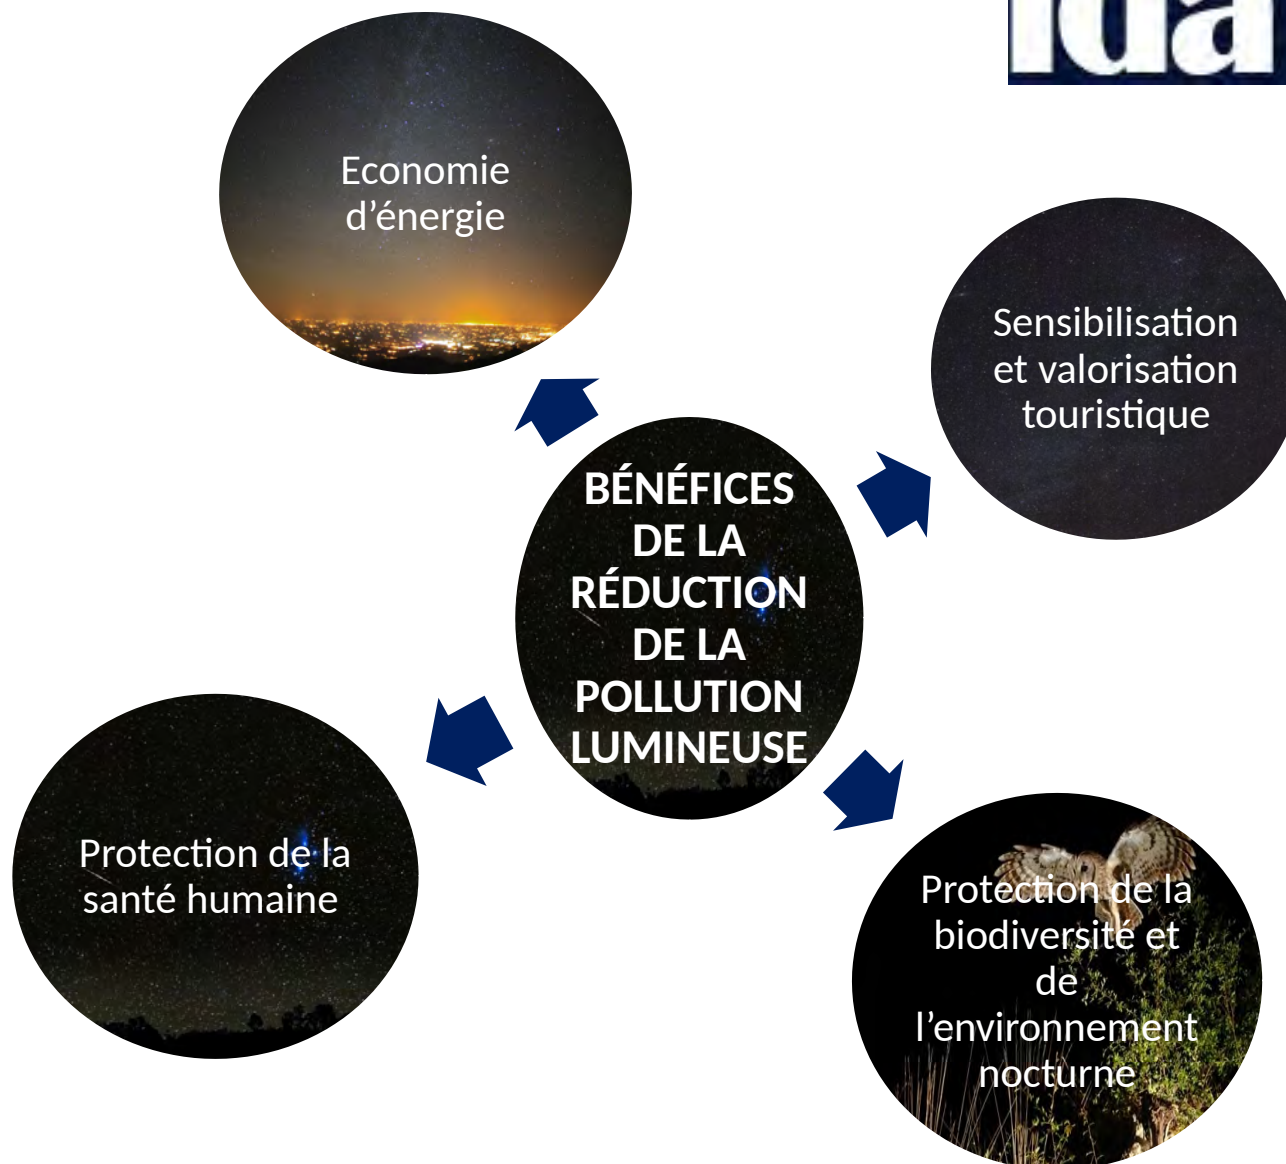 ida
Economie
d’énergie
Sensibilisation
et valorisation
touristique
BÉNÉFICES
DE LA
RÉDUCTION
DE LA
POLLUTION
LUMINEUSE
Protection de la
santé humaine
Protection de la
biodiversité et
de
l’environnement
nocturne